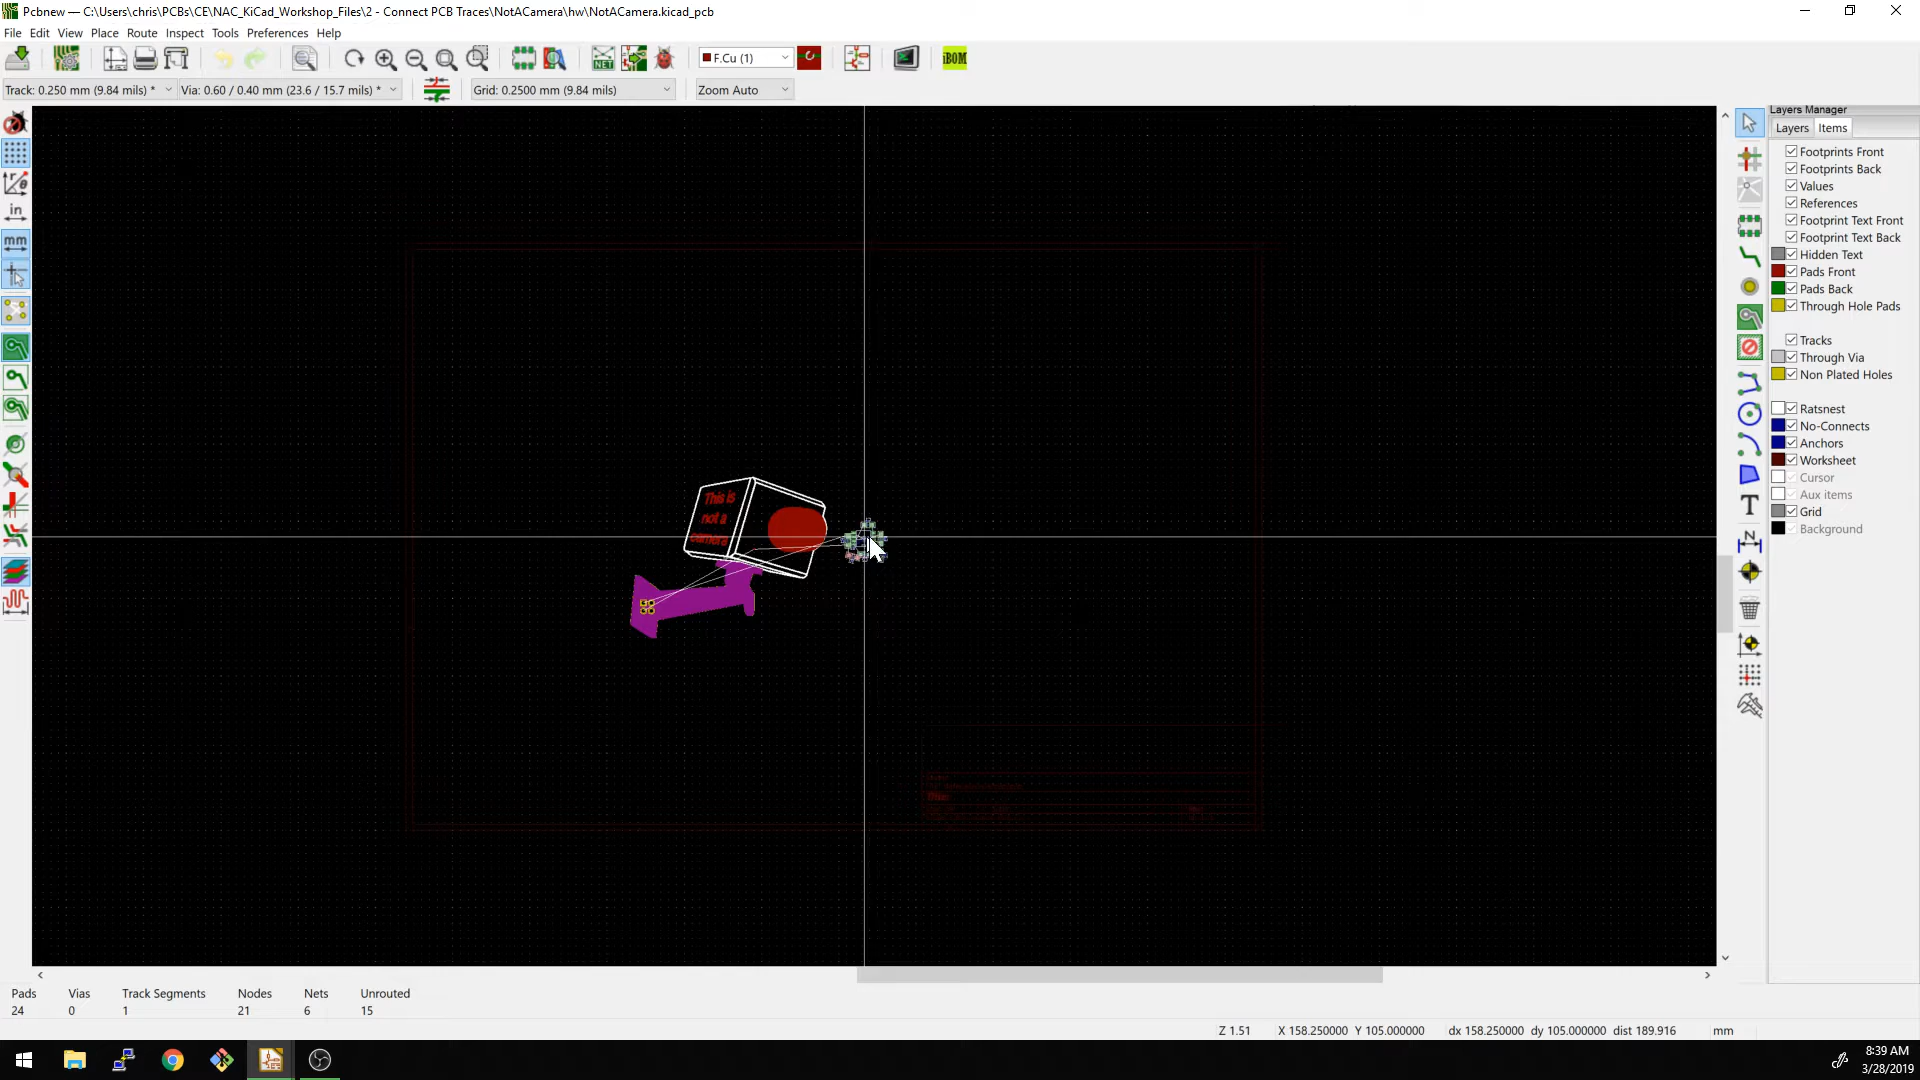 Pcbnew — C:\Users\chris\PCBs\CE\NAC_KiCad_Workshop_Files\2 - Connect PCB Traces\NotACamera\hw\NotACamera.kicad_pcb
File Edit View Place Route Inspect Tools Preferences Help
NET
F.Cu (1)
iBOM
Track: 0.250 mm (9.84 mils) *
Via: 0.60 / 0.40 mm (23.6 / 15.7 mils) *
Grid: 0.2500 mm (9.84 mils)
Zoom Auto
in
mm
This is
not a
camera
Layers Manager
Layers Items
Footprints Front
Footprints Back
Values
References
Footprint Text Front
Footprint Text Back
Hidden Text
Pads Front
Pads Back
Through Hole Pads
Tracks
Through Via
Non Plated Holes
Ratsnest
No-Connects
Anchors
Worksheet
Cursor
Aux items
Grid
Background
Pads Vias Track Segments Nodes Nets Unrouted
24 0 1 21 6 15
Z 1.51 X 158.250000 Y 105.000000 dx 158.250000 dy 105.000000 dist 189.916 mm
8:39 AM
3/28/2019